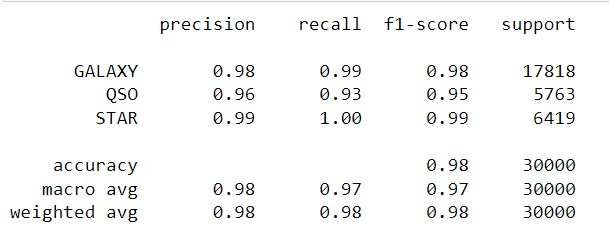 precision recall f1-score support
GALAXY 0.98 0.99 0.98 17818
QSO 0.96 0.93 0.95 5763
STAR 0.99 1.00 0.99 6419
accuracy 0.98 30000
macro avg 0.98 0.97 0.97 30000
weighted avg 0.98 0.98 0.98 30000